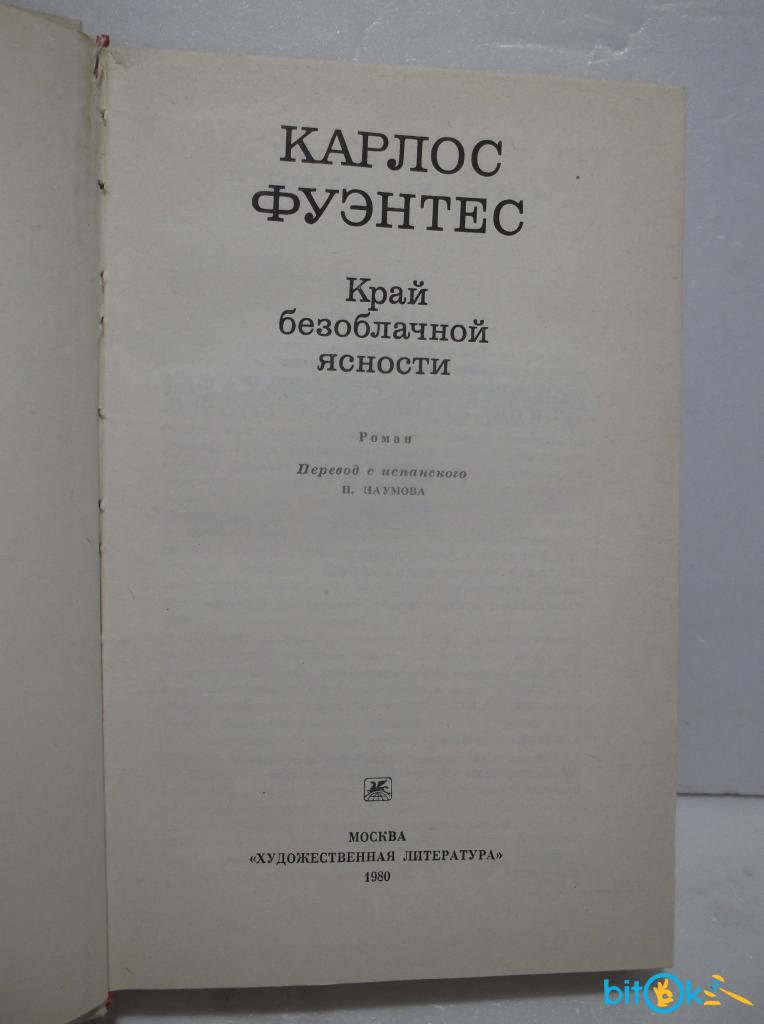 КАРЛОС
ФУЭНТЕС
Край
безоблачной
ясности
Роман
Перевод с испанского
Н. НАУМОВА
МОСКВА
«ХУДОЖЕСТВЕННАЯ ЛИТЕРАТУРА»
1980
bitOk